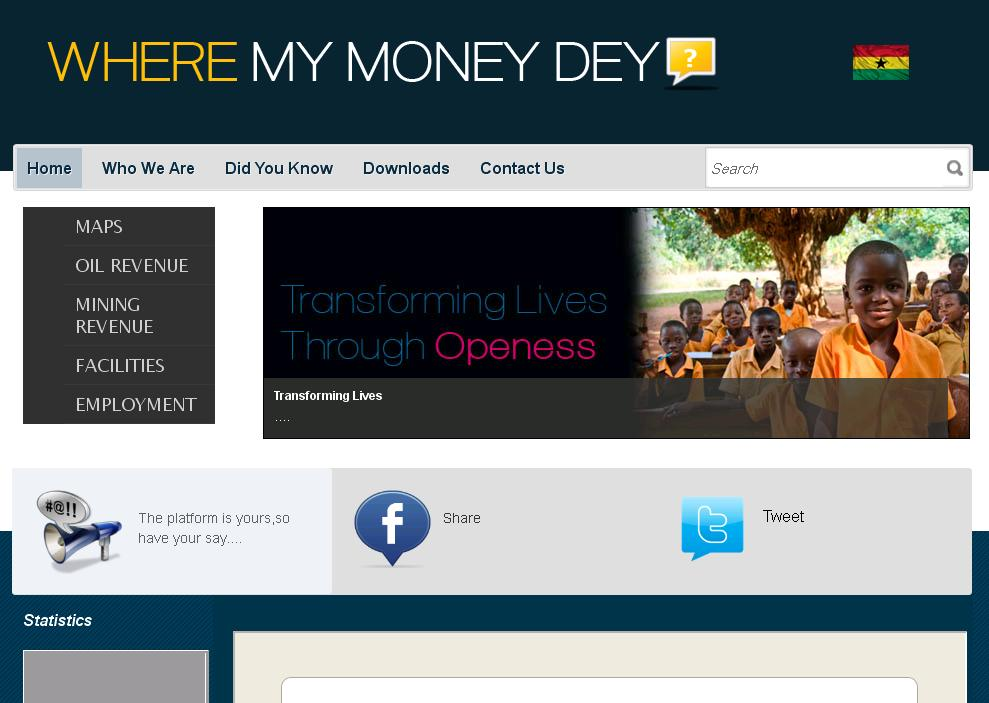 WHERE MY MONEY DEY ?
Home Who We Are Did You Know Downloads Contact Us Search
MAPS
OIL REVENUE
MINING
REVENUE
FACILITIES
EMPLOYMENT
Transforming Lives
Through Openess
Transforming Lives
....
#@!!
The platform is yours,so
have your say....
f Share
t Tweet
Statistics